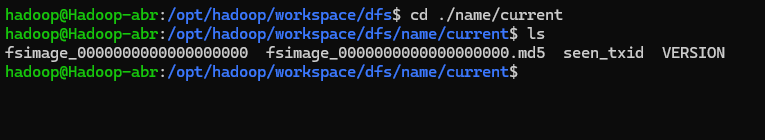 hadoop@Hadoop-abr:/opt/hadoop/workspace/dfs$ cd ./name/current
hadoop@Hadoop-abr:/opt/hadoop/workspace/dfs/name/current$ ls
fsimage_0000000000000000000  fsimage_0000000000000000000.md5  seen_txid  VERSION
hadoop@Hadoop-abr:/opt/hadoop/workspace/dfs/name/current$